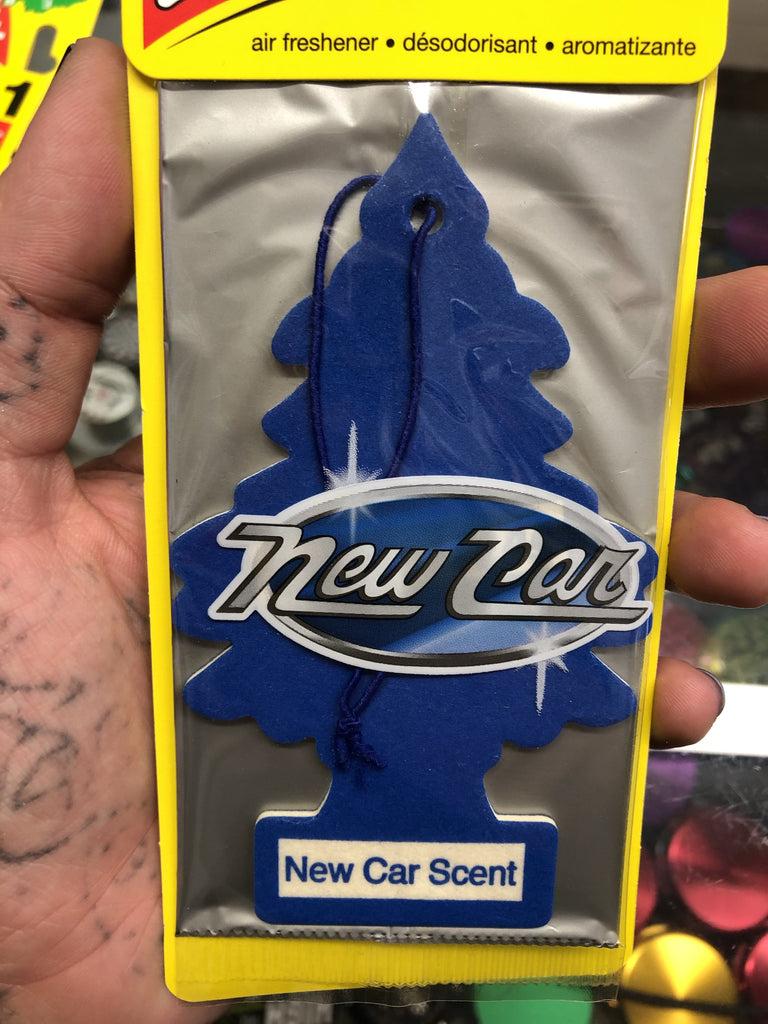 air freshener • désodorisant • aromatizante
New Car
New Car Scent